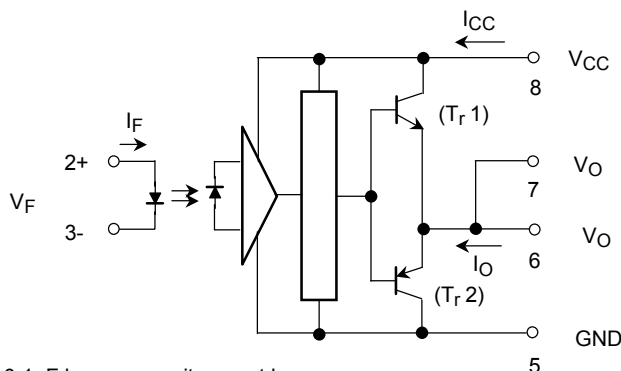 ICC
VCC
8
(Tr 1)
IF
2+
VO
7
VF
3-
VO
IO
6
(Tr 2)
GND
5